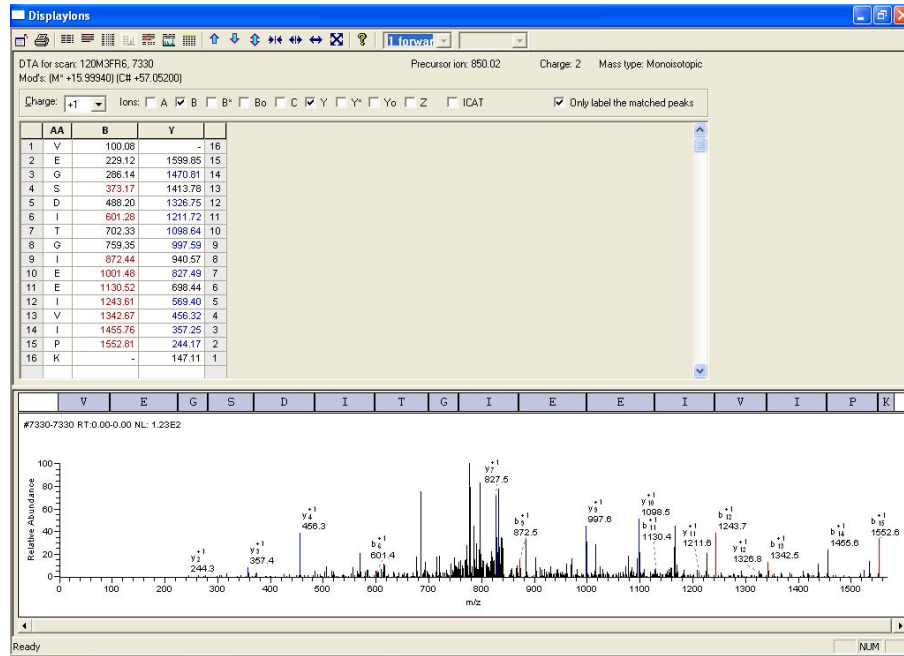 DisplayIons
1 forwar
DTA for scan: 120M3FR6, 7330 Precursor ion: 850.02 Charge: 2 Mass type: Monoisotopic
Mod's: (M* +15.99940) (C# +57.05200)
Charge: +1 Ions: A B B* Bo C Y Y* Yo Z ICAT Only label the matched peaks
AA B Y
1 V 100.08 - 16
2 E 229.12 1599.85 15
3 G 286.14 1470.81 14
4 S 373.17 1413.78 13
5 D 488.20 1326.75 12
6 I 601.28 1211.72 11
7 T 702.33 1098.64 10
8 G 759.35 997.59 9
9 I 872.44 940.57 8
10 E 1001.48 827.49 7
11 E 1130.52 698.44 6
12 I 1243.61 569.40 5
13 V 1342.67 456.32 4
14 I 1455.76 357.25 3
15 P 1552.81 244.17 2
16 K - 147.11 1
V E G S D I T G I E E I V I P K
#7330-7330 RT:0.00-0.00 NL: 1.23E2
Relative Abundance
100
80
60
40
20
0
y2 +1
244.3
y3 +1
357.4
y4 +1
456.3
b6 +1
601.4
y7 +1
827.5
b9 +1
872.5
y9 +1
997.6
y10 +1
1098.5
b11 +1
1130.4
y11 +1
1211.6
b12 +1
1243.7
y12 +1
1326.8
b13 +1
1342.5
b14 +1
1455.6
b15 +1
1552.6
0 100 200 300 400 500 600 700 800 900 1000 1100 1200 1300 1400 1500
m/z
Ready NUM